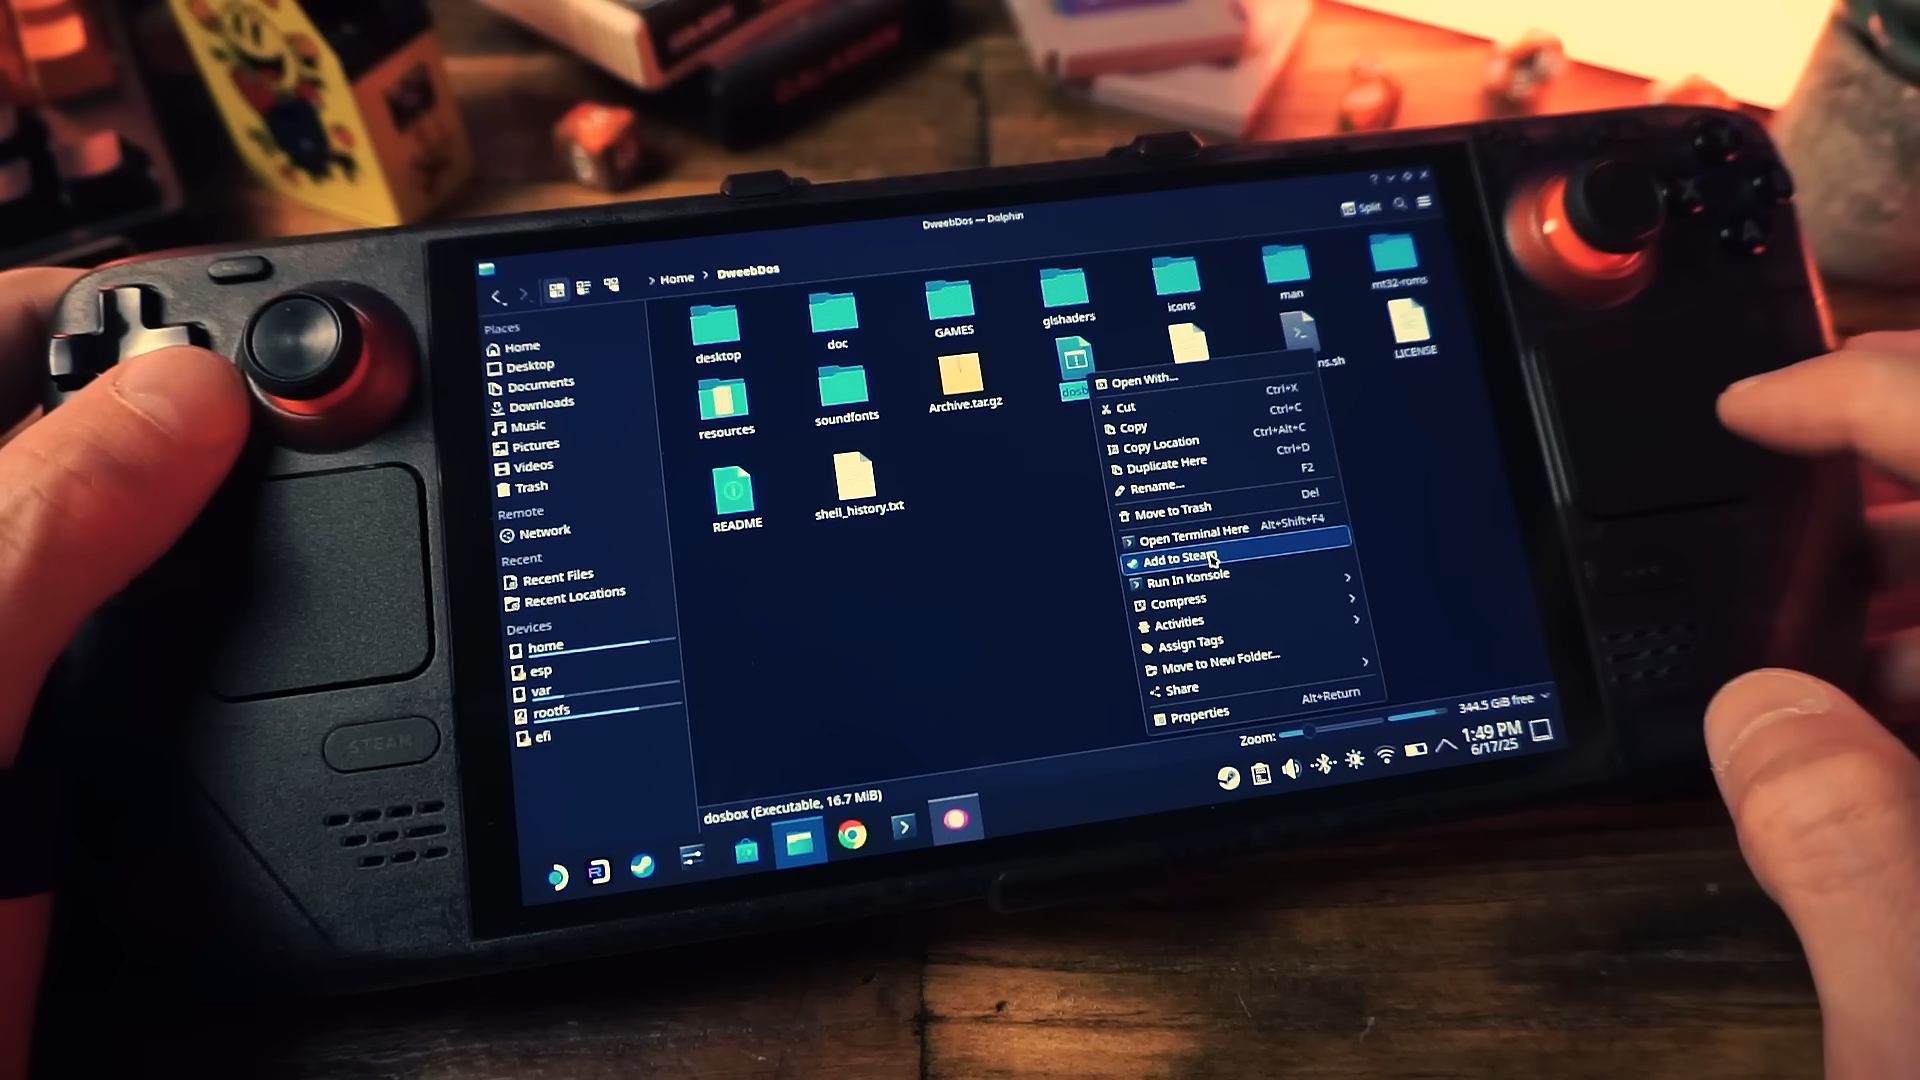 DweebDos — Dolphin
Split
Home > DweebDos
Places
Home
Desktop
Documents
Downloads
Music
Pictures
Videos
Trash
Remote
Network
Recent
Recent Files
Recent Locations
Devices
home
esp
var
rootfs
efi
desktop
doc
GAMES
glshaders
icons
man
mt32-roms
resources
soundfonts
Archive.tar.gz
dosb
ns.sh
LICENSE
README
shell_history.txt
Open With...
Cut Ctrl+X
Copy Ctrl+C
Copy Location Ctrl+Alt+C
Duplicate Here Ctrl+D
Rename... F2
Move to Trash Del
Open Terminal Here Alt+Shift+F4
Add to Steam
Run In Konsole
Compress
Activities
Assign Tags
Move to New Folder...
Share
Properties Alt+Return
dosbox (Executable, 16.7 MiB)
Zoom:
344.5 GiB free
1:49 PM
6/17/25
STEAM
X
A